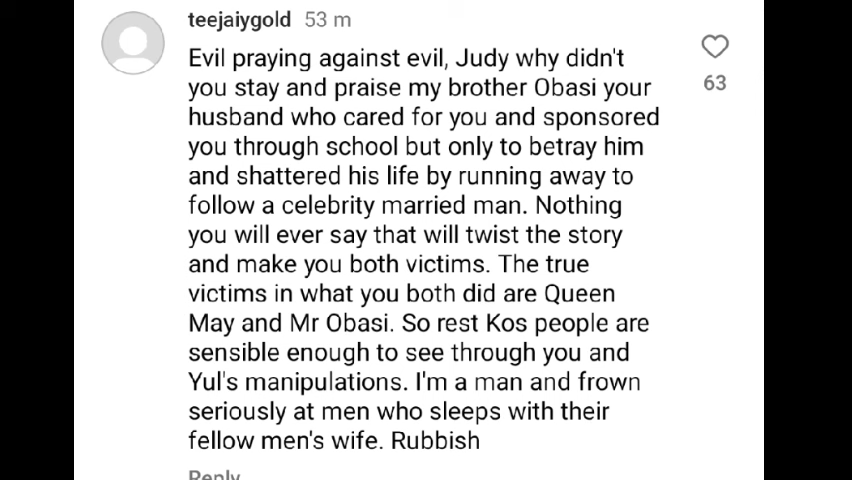 teejaiygold 53 m
Evil praying against evil, Judy why didn't
you stay and praise my brother Obasi your
husband who cared for you and sponsored
you through school but only to betray him
and shattered his life by running away to
follow a celebrity married man. Nothing
you will ever say that will twist the story
and make you both victims. The true
victims in what you both did are Queen
May and Mr Obasi. So rest Kos people are
sensible enough to see through you and
Yul's manipulations. I'm a man and frown
seriously at men who sleeps with their
fellow men's wife. Rubbish
63
Reply